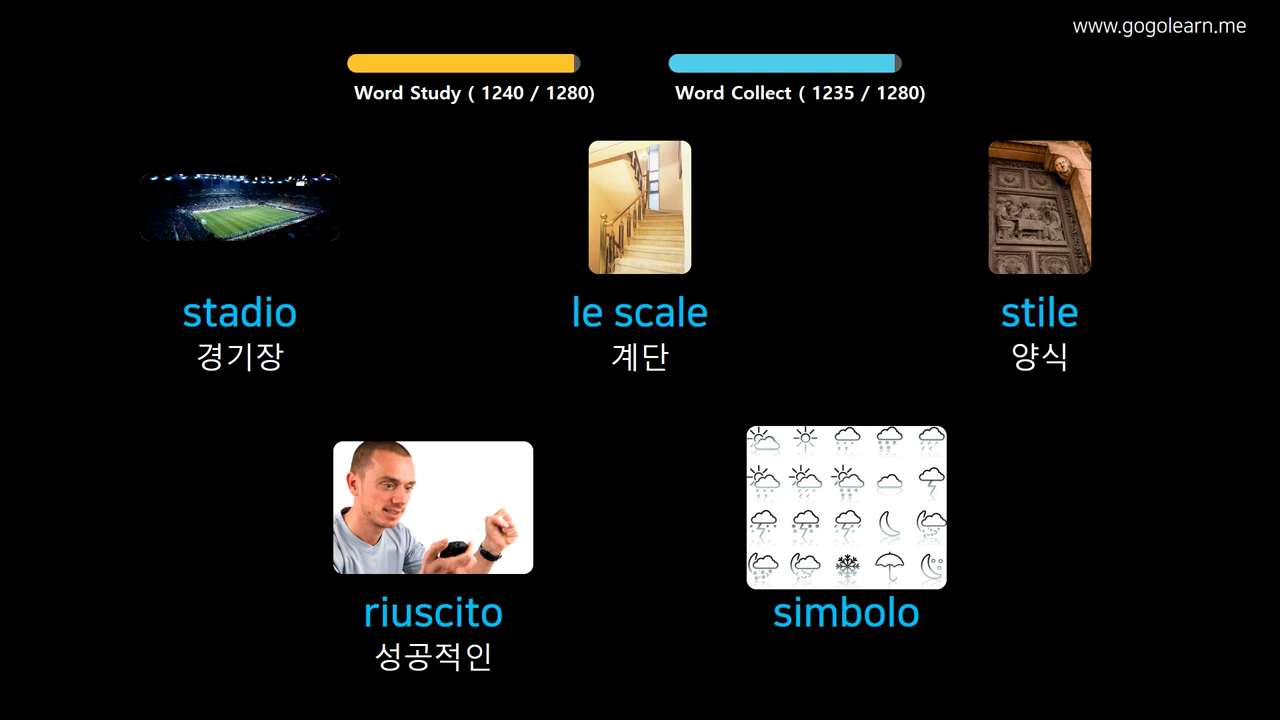 www.gogolearn.me
Word Study ( 1240 / 1280)
Word Collect ( 1235 / 1280)
stadio
경기장
le scale
계단
stile
양식
riuscito
성공적인
simbolo